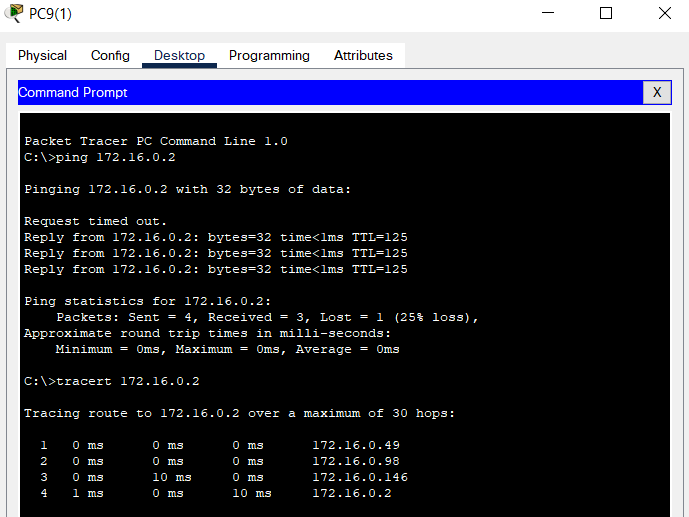 PC9(1)
Physical Config Desktop Programming Attributes
Command Prompt X
Packet Tracer PC Command Line 1.0
C:\>ping 172.16.0.2
Pinging 172.16.0.2 with 32 bytes of data:
Request timed out.
Reply from 172.16.0.2: bytes=32 time<1ms TTL=125
Reply from 172.16.0.2: bytes=32 time<1ms TTL=125
Reply from 172.16.0.2: bytes=32 time<1ms TTL=125
Ping statistics for 172.16.0.2:
Packets: Sent = 4, Received = 3, Lost = 1 (25% loss),
Approximate round trip times in milli-seconds:
Minimum = 0ms, Maximum = 0ms, Average = 0ms
C:\>tracert 172.16.0.2
Tracing route to 172.16.0.2 over a maximum of 30 hops:
1 0 ms 0 ms 0 ms 172.16.0.49
2 0 ms 0 ms 0 ms 172.16.0.98
3 0 ms 10 ms 0 ms 172.16.0.146
4 1 ms 0 ms 10 ms 172.16.0.2